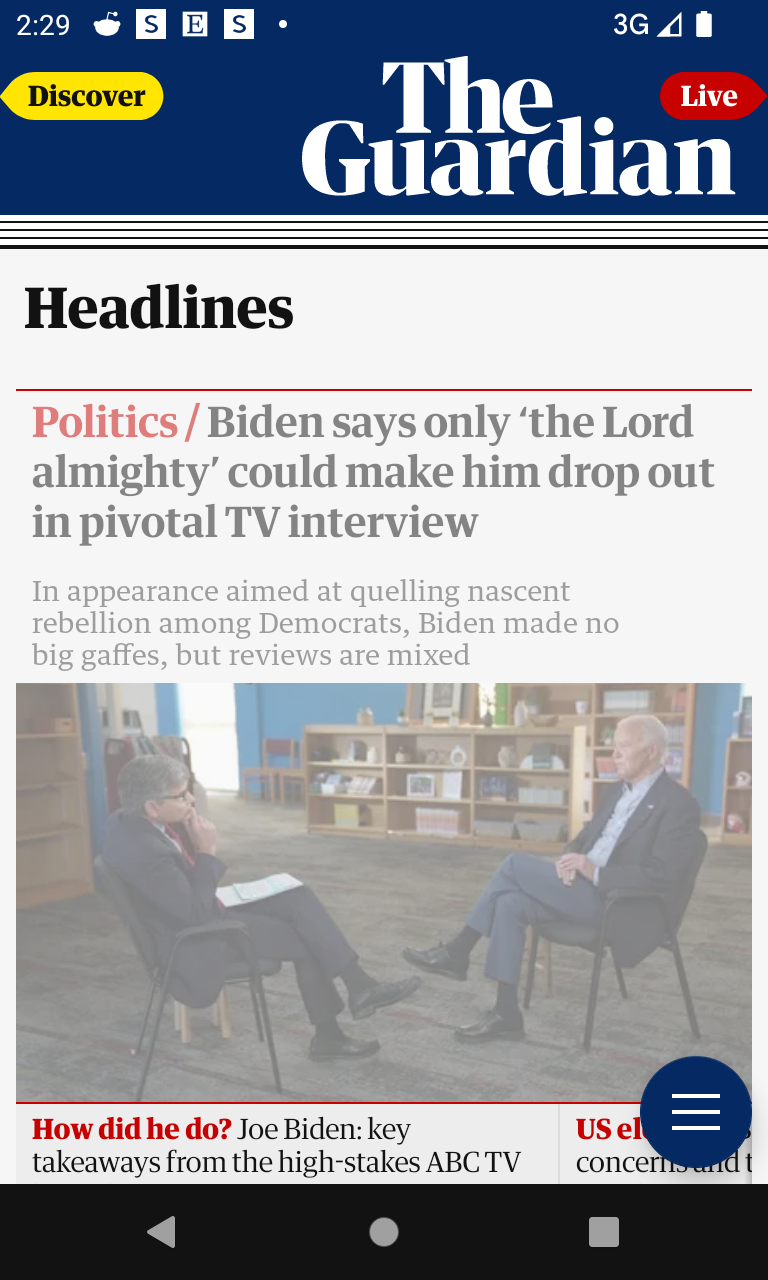 2:29 S E S 3G
Discover
The
Guardian
Live
Headlines
Politics / Biden says only ‘the Lord
almighty’ could make him drop out
in pivotal TV interview
In appearance aimed at quelling nascent
rebellion among Democrats, Biden made no
big gaffes, but reviews are mixed
How did he do? Joe Biden: key
takeaways from the high-stakes ABC TV
US
concerns and